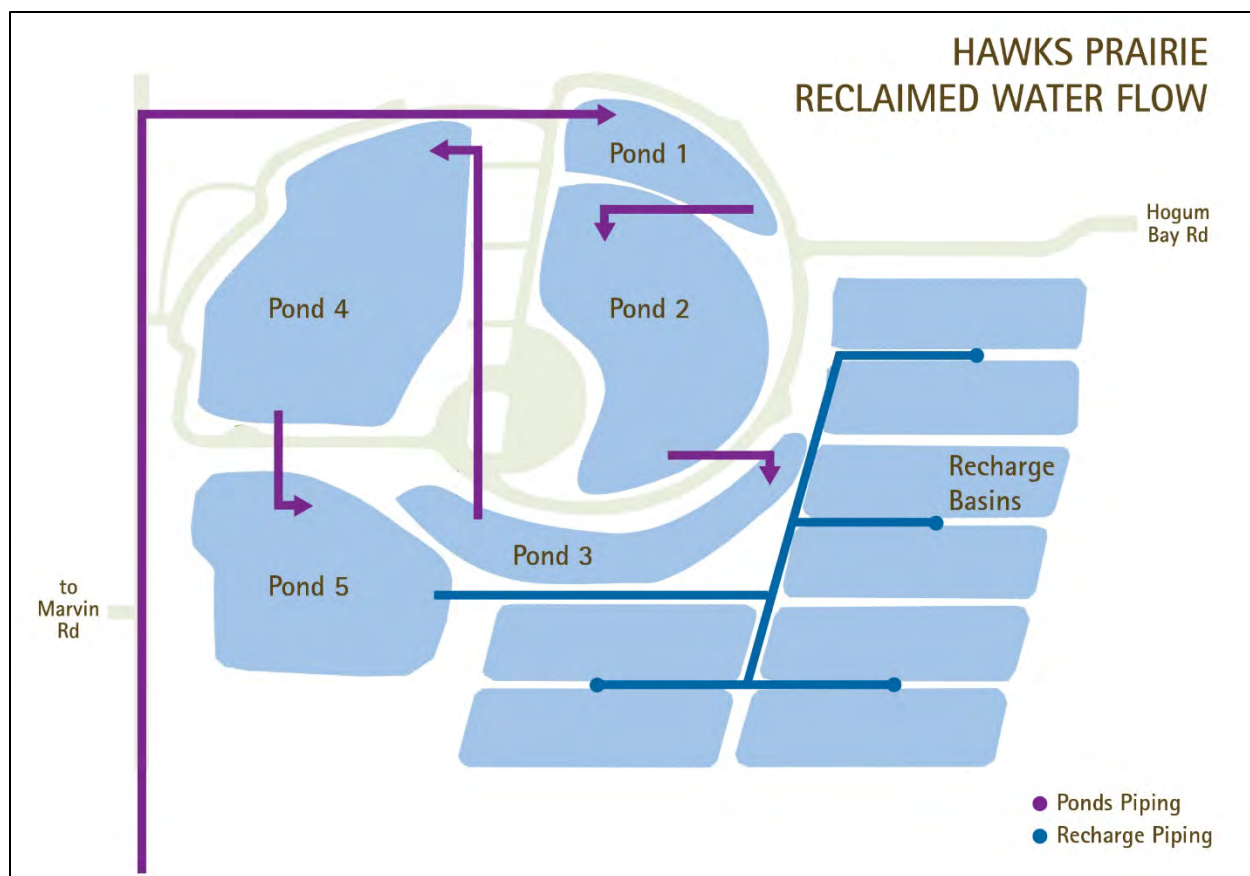 HAWKS PRAIRIE
RECLAIMED WATER FLOW
Pond 1
Hogum
Bay Rd
Pond 4
Pond 2
Recharge
Basins
Pond 3
Pond 5
to
Marvin
Rd
Ponds Piping
Recharge Piping